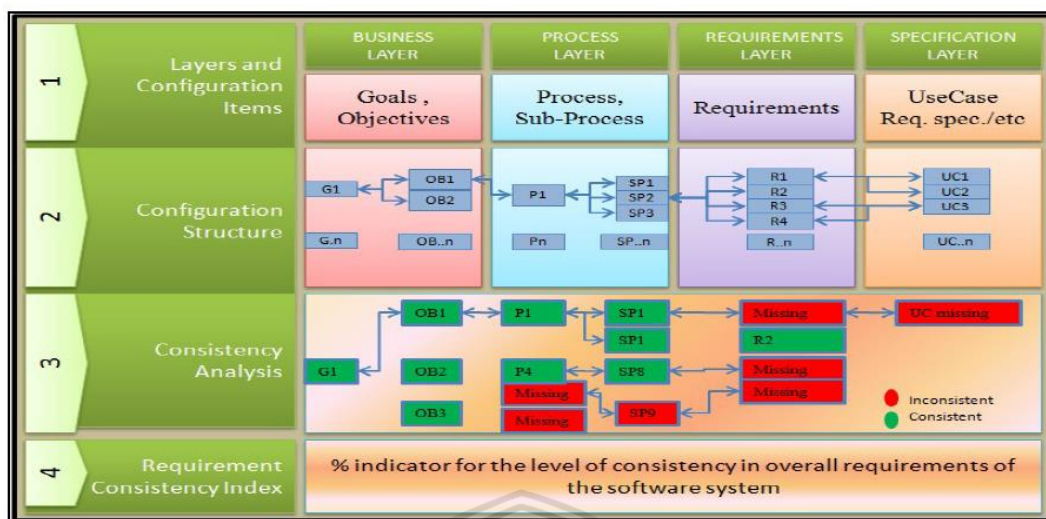 BUSINESS
LAYER
PROCESS
LAYER
REQUIREMENTS
LAYER
SPECIFICATION
LAYER
1
Layers and
Configuration
Items
Goals ,
Objectives
Process,
Sub-Process
Requirements
UseCase
Req. spec./etc
2
Configuration
Structure
G1
OB1
OB2
P1
SP1
SP2
SP3
R1
R2
R3
R4
UC1
UC2
UC3
G.n
OB..n
Pn
SP..n
R..n
UC..n
3
Consistency
Analysis
OB1
P1
SP1
Missing
UC missing
SP1
R2
G1
OB2
P4
SP8
Missing
Missing
Missing
OB3
Missing
SP9
Inconsistent
Consistent
4
Requirement
Consistency Index
% indicator for the level of consistency in overall requirements of
the software system